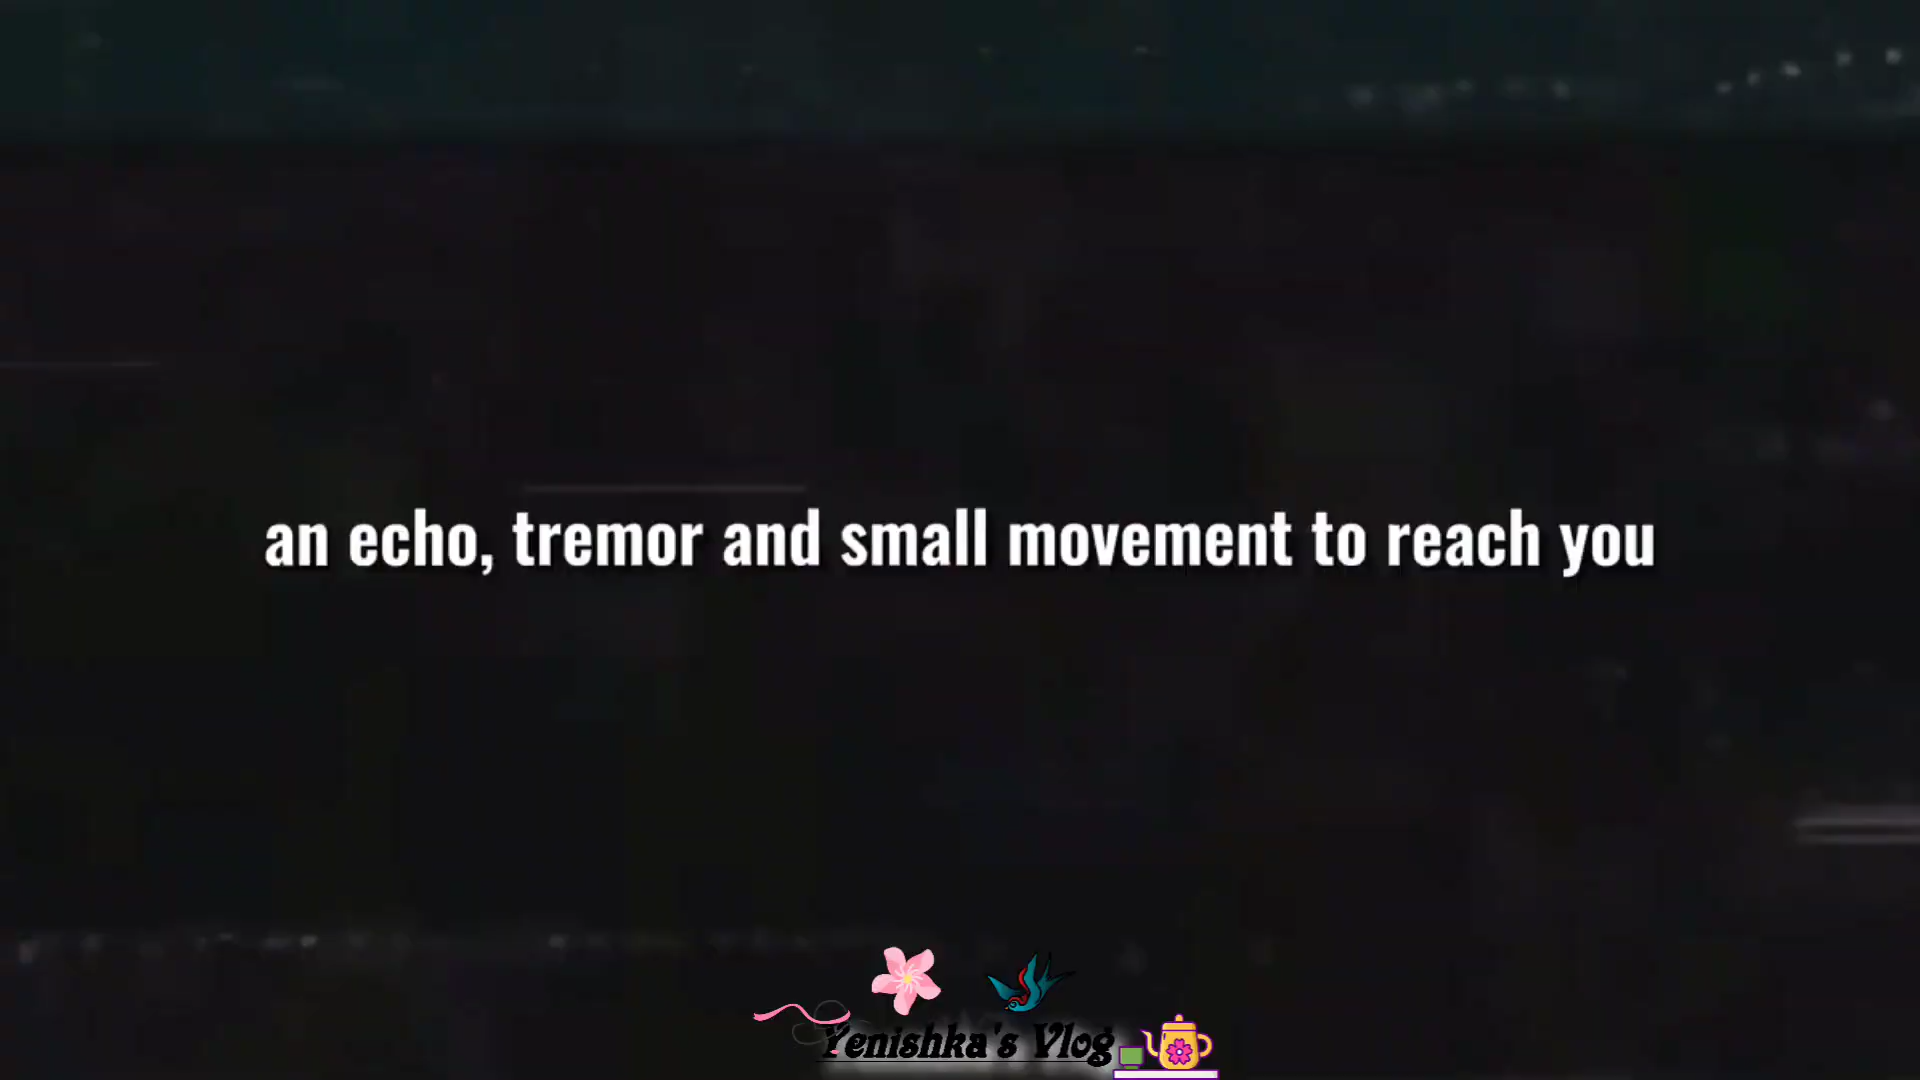 an echo, tremor and small movement to reach you
Yenishka's Vlog